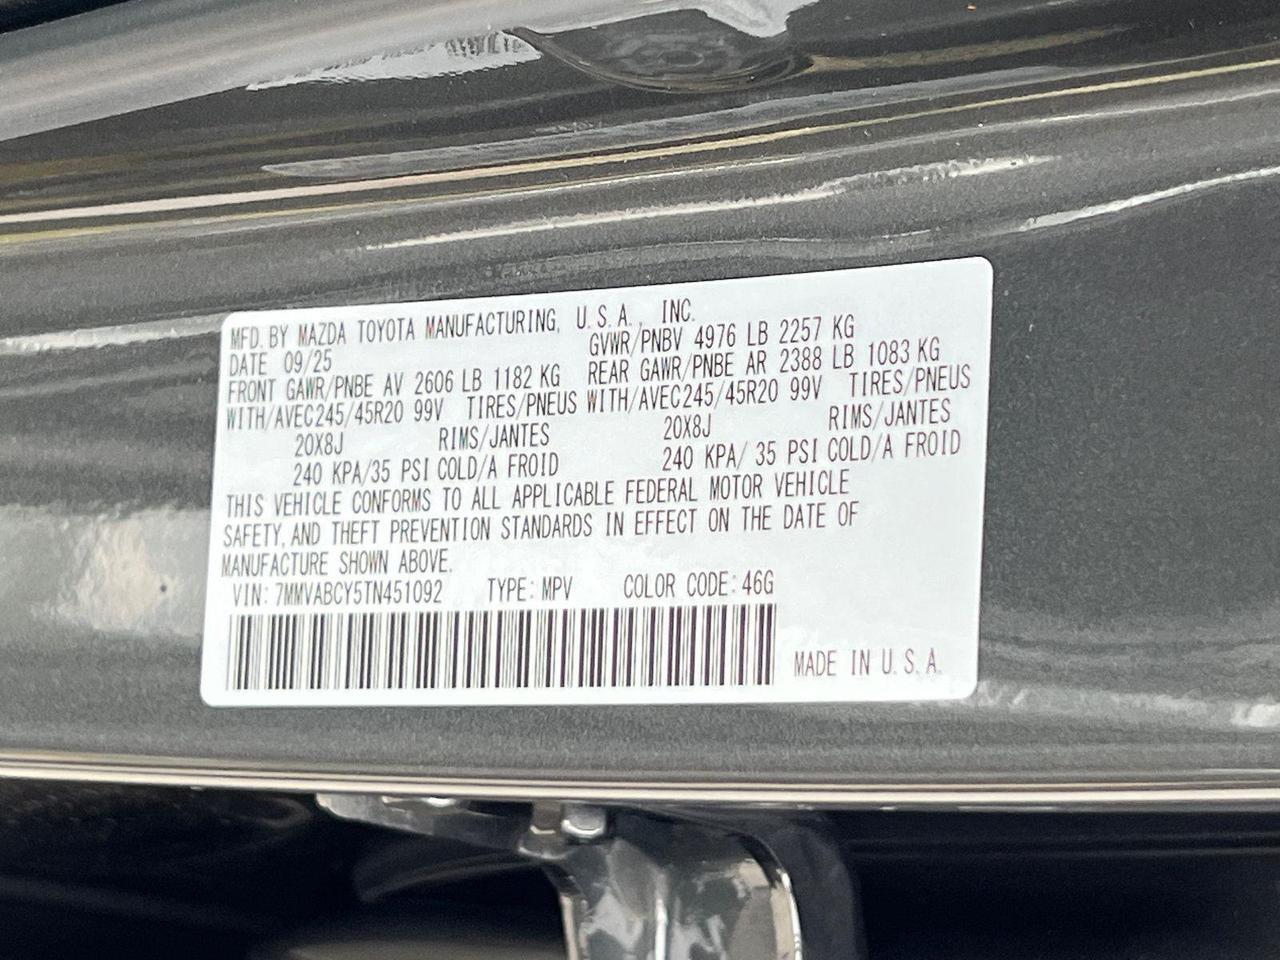 MFD. BY MAZDA TOYOTA MANUFACTURING, U.S.A., INC.
DATE 09/25 GVWR/PNBV 4976 LB 2257 KG
FRONT GAWR/PNBE AV 2606 LB 1182 KG REAR GAWR/PNBE AR 2388 LB 1083 KG
WITH/AVEC245/45R20 99V TIRES/PNEUS WITH/AVEC245/45R20 99V TIRES/PNEUS
20X8J RIMS/JANTES 20X8J RIMS/JANTES
240 KPA/35 PSI COLD/A FROID 240 KPA/ 35 PSI COLD/A FROID
THIS VEHICLE CONFORMS TO ALL APPLICABLE FEDERAL MOTOR VEHICLE
SAFETY, AND THEFT PREVENTION STANDARDS IN EFFECT ON THE DATE OF
MANUFACTURE SHOWN ABOVE.
VIN: 7MMVABCY5TN451092 TYPE: MPV COLOR CODE: 46G
MADE IN U.S.A.